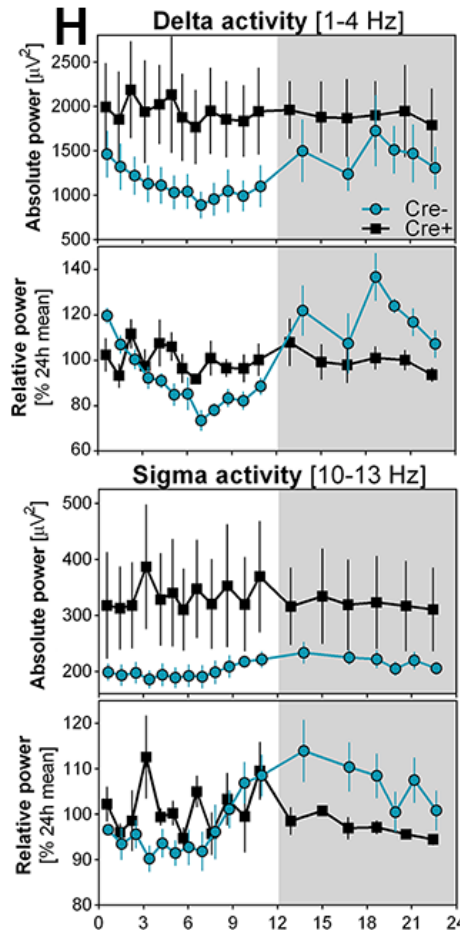 H
Delta activity [1-4 Hz]
Absolute power [µV²]
2500
2000
1500
1000
500
Cre-
Cre+
Relative power
[% 24h mean]
140
120
100
80
60
Sigma activity [10-13 Hz]
Absolute power [µV²]
500
400
300
200
Relative power
[% 24h mean]
120
110
100
90
80
0 3 6 9 12 15 18 21 24